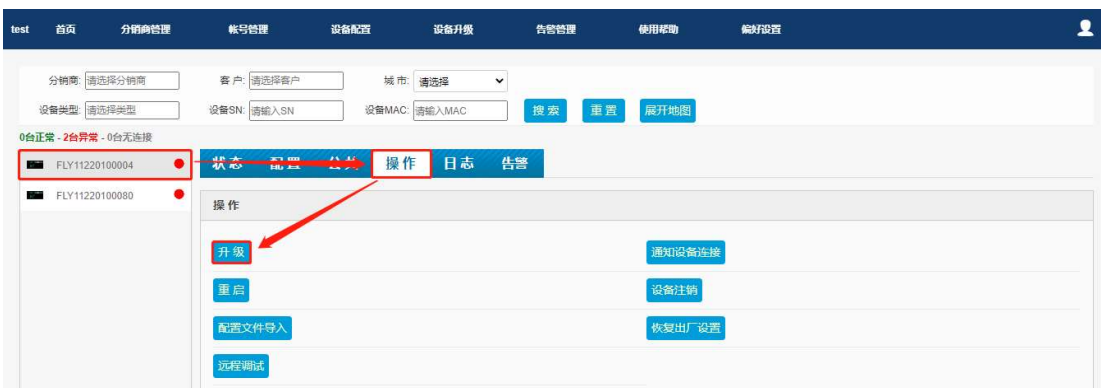 test 首页 分销商管理 帐号管理 设备配置 设备升级 告警管理 使用帮助 偏好设置
分销商: 请选择分销商 客户: 请选择客户 城市: 请选择
设备类型: 请选择类型 设备SN: 请输入SN 设备MAC: 请输入MAC 搜索 重置 展开地图
0台正常 - 2台异常 - 0台无连接
FLY11220100004 状态 配置 操作 日志 告警
FLY11220100080
操作
升级 通知设备连接
重启 设备注销
配置文件导入 恢复出厂设置
远程调试